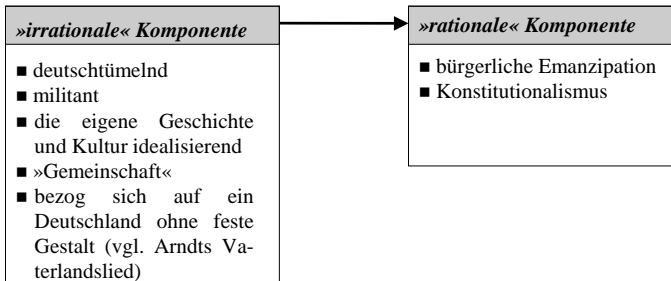 »irrationale« Komponente
■ deutschtümelnd
■ militant
■ die eigene Geschichte
und Kultur idealisierend
■ »Gemeinschaft«
■ bezog sich auf ein
Deutschland ohne feste
Gestalt (vgl. Arndts Va-
terlandslied)
»rationale« Komponente
■ bürgerliche Emanzipation
■ Konstitutionalismus